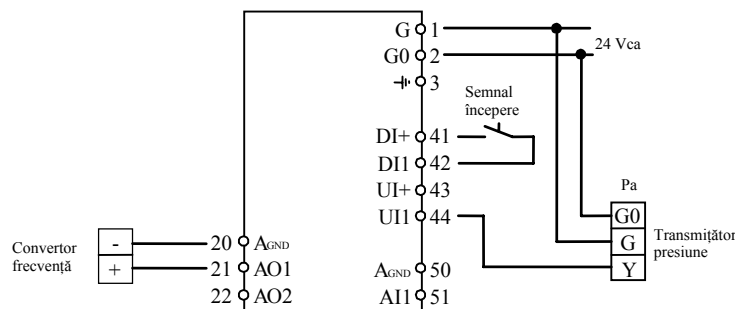 G 1
24 Vca
G0 2
3
Semnal
începere
DI+ 41
DI1 42
UI+ 43
UI1 44
Pa
G0
G
Y
Transmițător
presiune
Convertor
frecvență
-
+
20 AGND
21 AO1
22 AO2
AGND 50
AI1 51